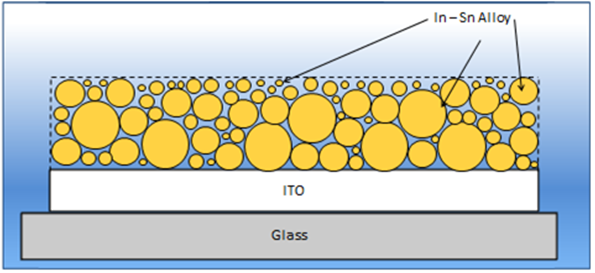 In – Sn Alloy
ITO
Glass